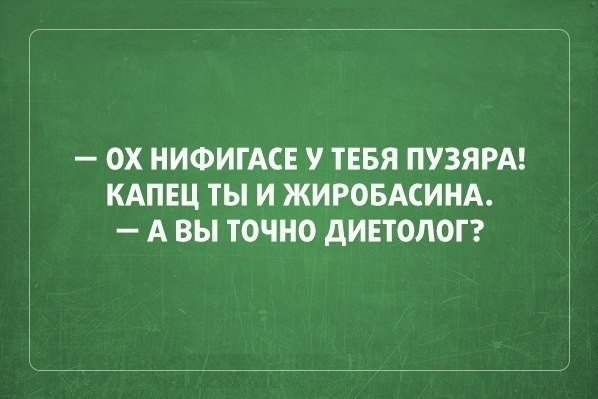 — ОХ НИФИГАСЕ У ТЕБЯ ПУЗЯРА!
КАПЕЦ ТЫ И ЖИРОБАСИНА.
— А ВЫ ТОЧНО ДИЕТОЛОГ?